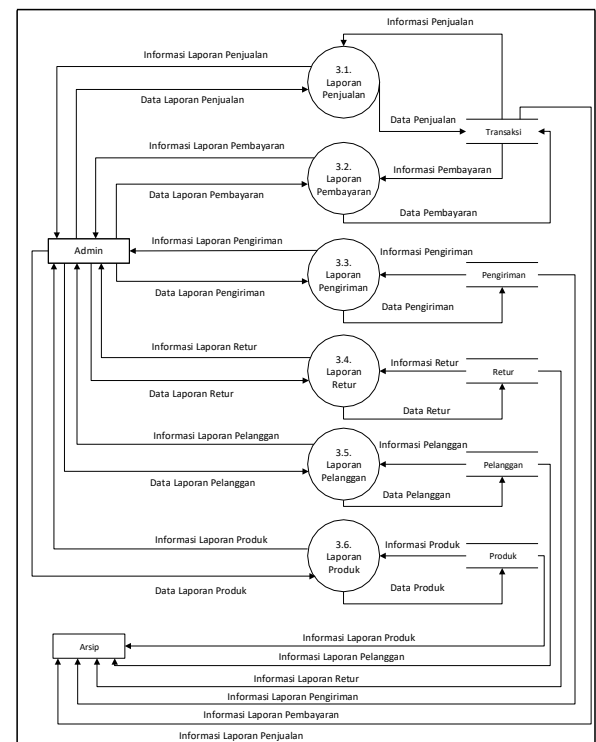 Informasi Penjualan
Informasi Laporan Penjualan
3.1.
Laporan
Penjualan
Data Laporan Penjualan
Data Penjualan
Transaksi
Informasi Laporan Pembayaran
3.2.
Laporan
Pembayaran
Informasi Pembayaran
Data Laporan Pembayaran
Data Pembayaran
Admin
Informasi Laporan Pengiriman
3.3.
Laporan
Pengiriman
Informasi Pengiriman
Pengiriman
Data Laporan Pengiriman
Data Pengiriman
Informasi Laporan Retur
3.4.
Laporan
Retur
Informasi Retur
Retur
Data Laporan Retur
Data Retur
Informasi Laporan Pelanggan
3.5.
Laporan
Pelanggan
Informasi Pelanggan
Pelanggan
Data Laporan Pelanggan
Data Pelanggan
Informasi Laporan Produk
3.6.
Laporan
Produk
Informasi Produk
Produk
Data Laporan Produk
Data Produk
Arsip
Informasi Laporan Produk
Informasi Laporan Pelanggan
Informasi Laporan Retur
Informasi Laporan Pengiriman
Informasi Laporan Pembayaran
Informasi Laporan Penjualan